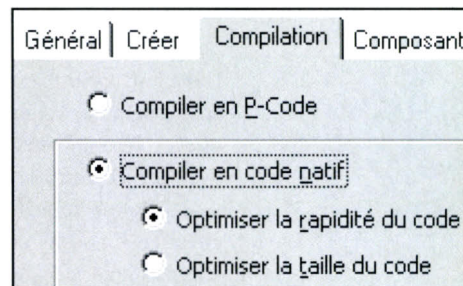 Général Créer Compilation Composant
Compiler en P-Code
Compiler en code natif
Optimiser la rapidité du code
Optimiser la taille du code